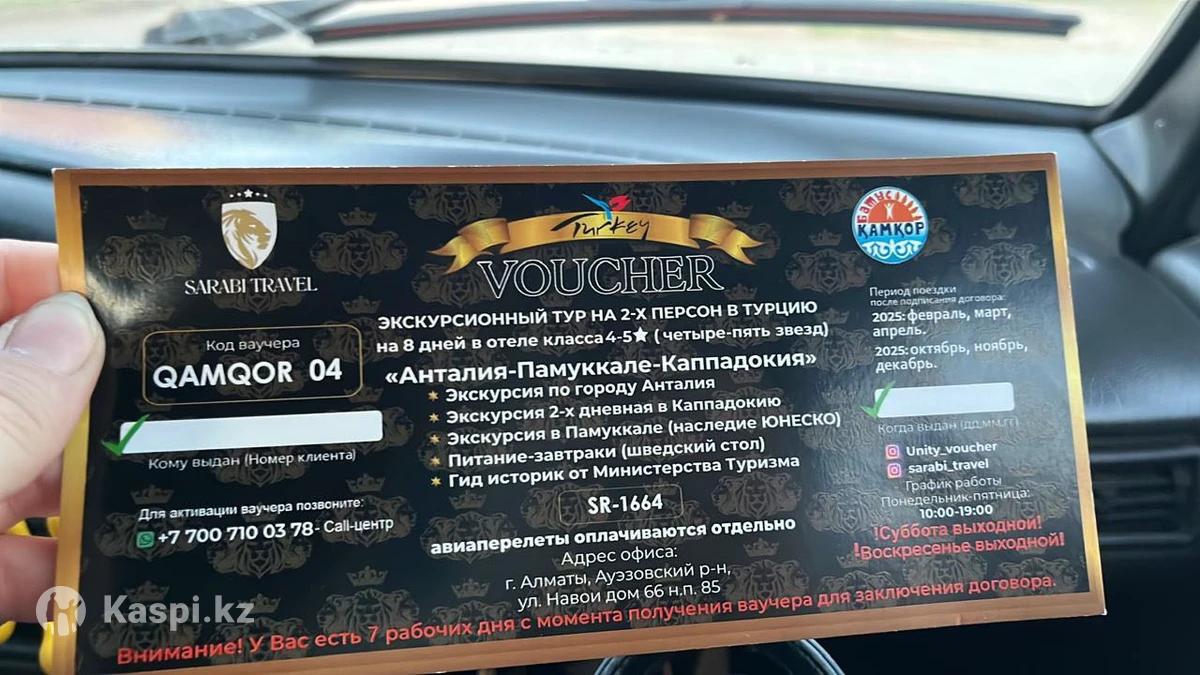 SARABI TRAVEL
Turkey
VOUCHER
БАТЫС
ҚАМҚОР
Код ваучера
QAMQOR 04
Кому выдан (Номер клиента)
Для активации ваучера позвоните:
+7 700 710 03 78 - Call-центр
ЭКСКУРСИОННЫЙ ТУР НА 2-Х ПЕРСОН В ТУРЦИЮ
на 8 дней в отеле класса 4-5★ ( четыре-пять звезд)
«Анталия-Памуккале-Каппадокия»
Экскурсия по городу Анталия
Экскурсия 2-х дневная в Каппадокию
Экскурсия в Памуккале (наследие ЮНЕСКО)
Питание-завтраки (шведский стол)
Гид историк от Министерства Туризма
SR-1664
авиаперелеты оплачиваются отдельно
Адрес офиса:
г. Алматы, Ауэзовский р-н,
ул. Навои дом 66 н.п. 85
Период поездки
после подписания договора:
2025: февраль, март,
апрель.
2025: октябрь, ноябрь,
декабрь.
Когда выдан (дд.мм.гг)
Unity_voucher
sarabi_travel
График работы
Понедельник-пятница:
10:00-19:00
!Суббота выходной!
!Воскресенье выходной!
Внимание! У Вас есть 7 рабочих дня с момента получения ваучера для заключения договора.
Kaspi.kz